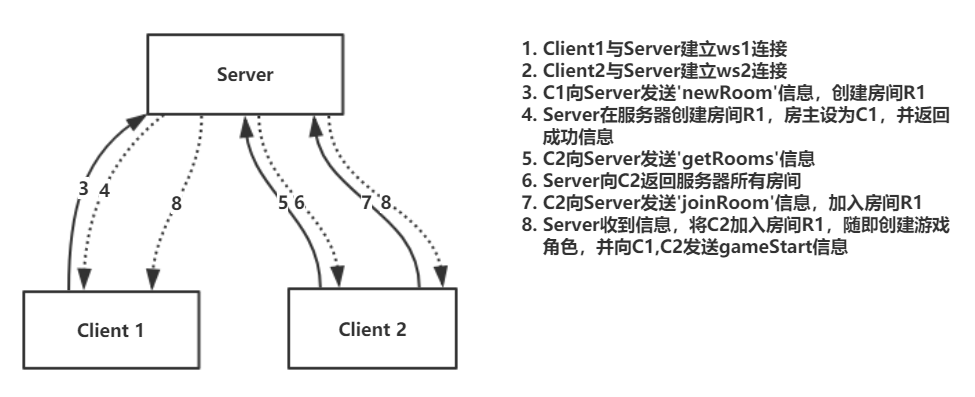 Server
3
4
8
5
6
7
8
Client 1
Client 2
1. Client1与Server建立ws1连接
2. Client2与Server建立ws2连接
3. C1向Server发送'newRoom'信息，创建房间R1
4. Server在服务器创建房间R1，房主设为C1，并返回
成功信息
5. C2向Server发送'getRooms'信息
6. Server向C2返回服务器所有房间
7. C2向Server发送'joinRoom'信息，加入房间R1
8. Server收到信息，将C2加入房间R1，随即创建游戏
角色，并向C1,C2发送gameStart信息